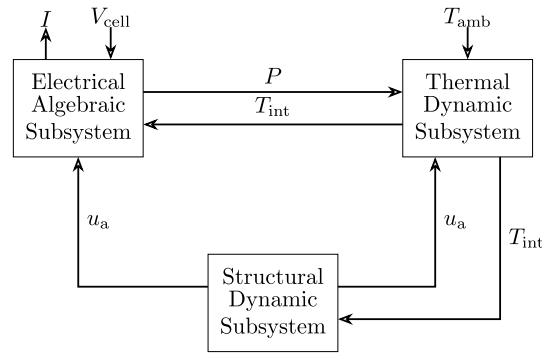 I
V_cell
T_amb
Electrical
Algebraic
Subsystem
P
T_int
Thermal
Dynamic
Subsystem
u_a
u_a
T_int
Structural
Dynamic
Subsystem